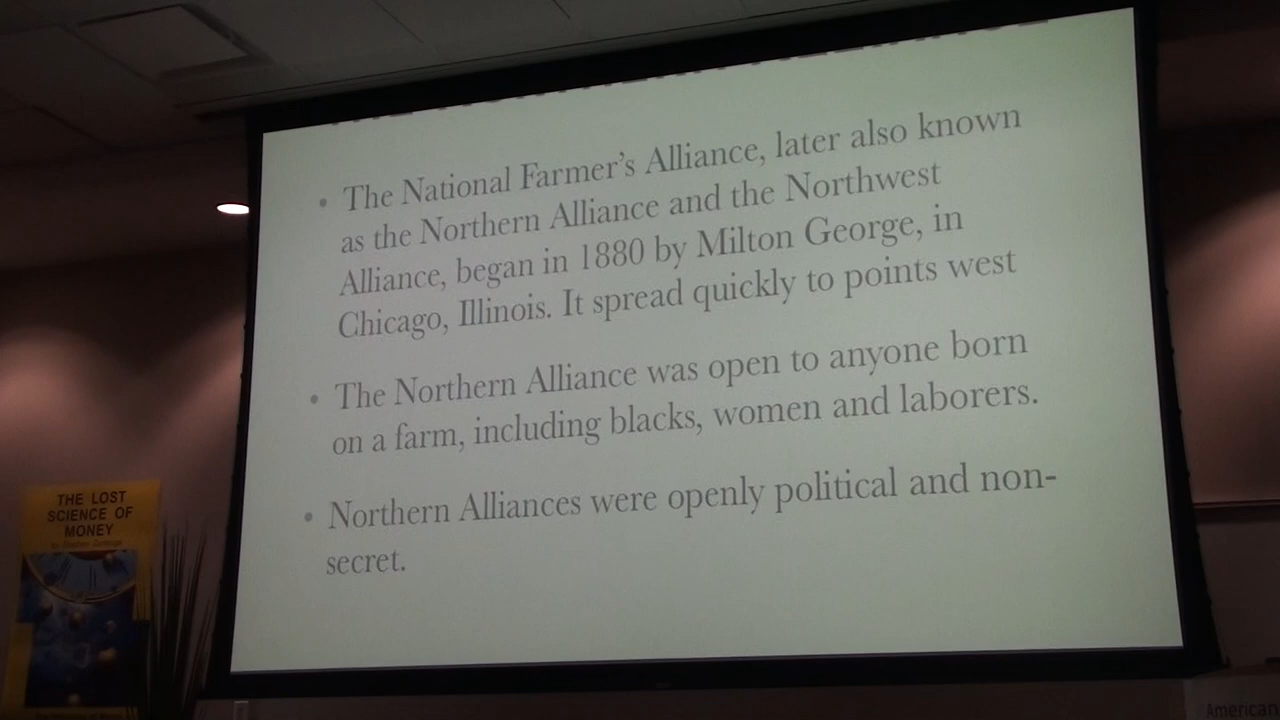 • The National Farmer's Alliance, later also known
as the Northern Alliance and the Northwest
Alliance, began in 1880 by Milton George, in
Chicago, Illinois. It spread quickly to points west
• The Northern Alliance was open to anyone born
on a farm, including blacks, women and laborers.
• Northern Alliances were openly political and non-
secret.
THE LOST
SCIENCE OF
MONEY
American